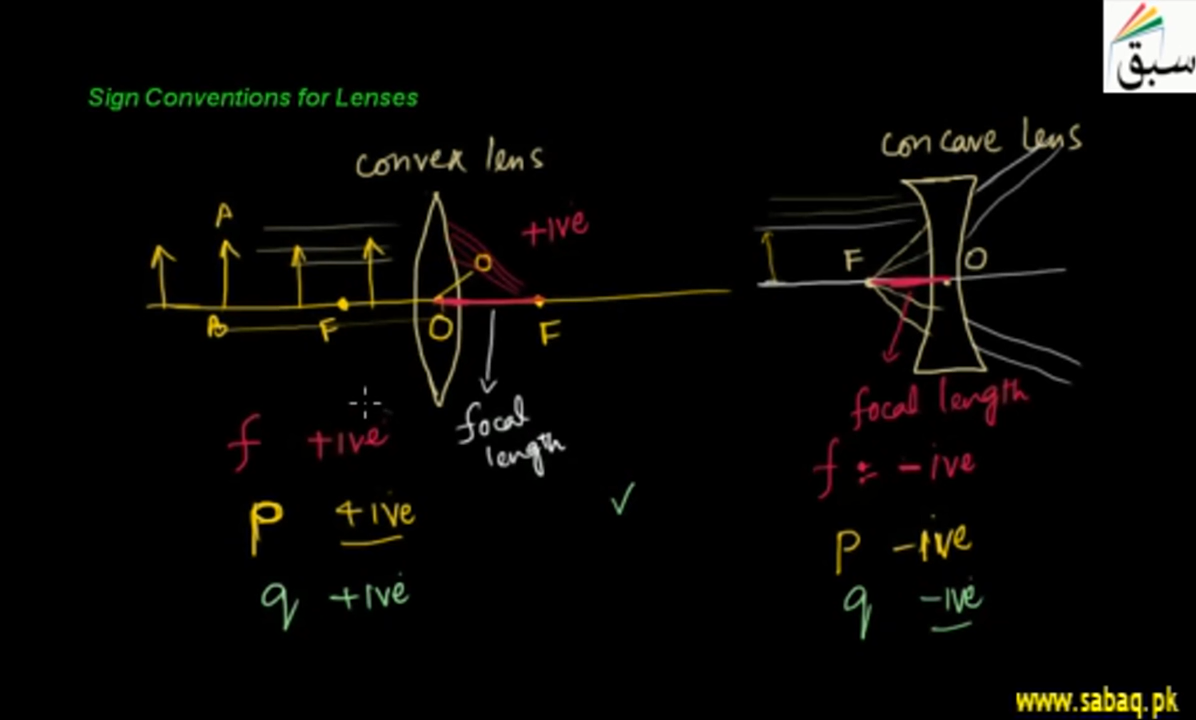 سبق
Sign Conventions for Lenses
convex lens
concave lens
A
+ive
O
F
O
B
F
O
F
focal
length
focal length
f +ive
f : -ive
P +ive
P -ive
q +ive
q -ive
www.sabaq.pk